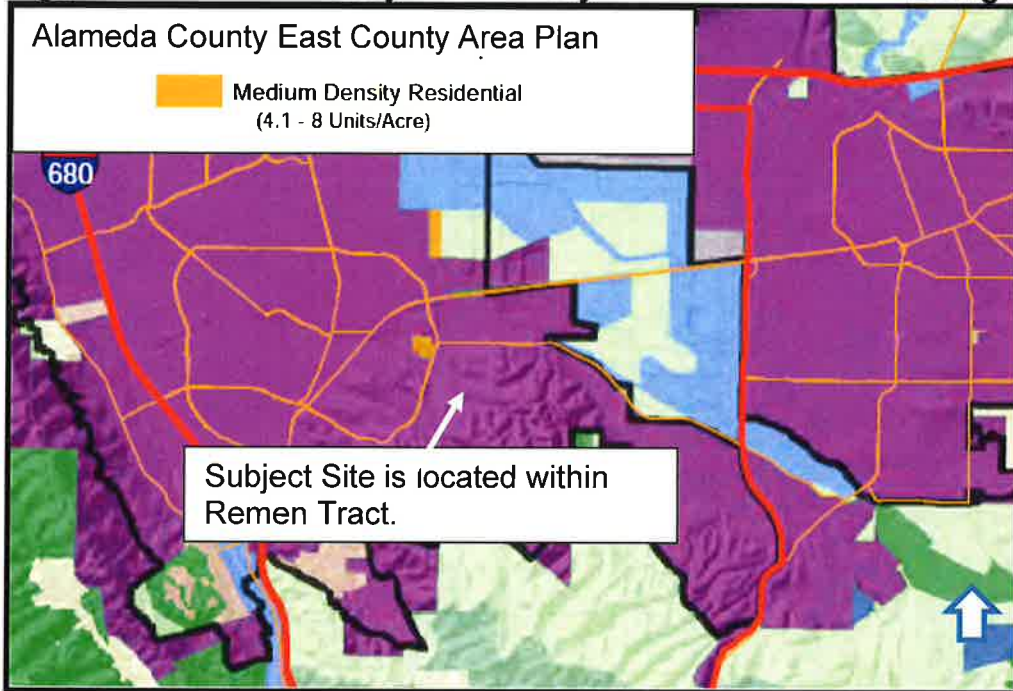 Alameda County East County Area Plan
Medium Density Residential
(4.1 - 8 Units/Acre)
680
Subject Site is located within
Remen Tract.